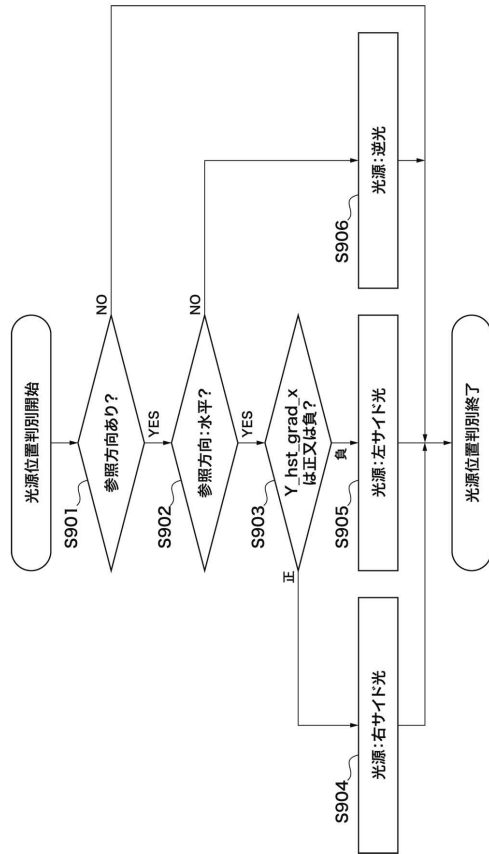 光源位置判別開始
S901
参照方向あり?
NO
YES
S902
参照方向:水平?
NO
YES
S903
Y_hst_grad_x
は正又は負?
正
負
S904
光源:右サイド光
S905
光源:左サイド光
S906
光源:逆光
光源位置判別終了